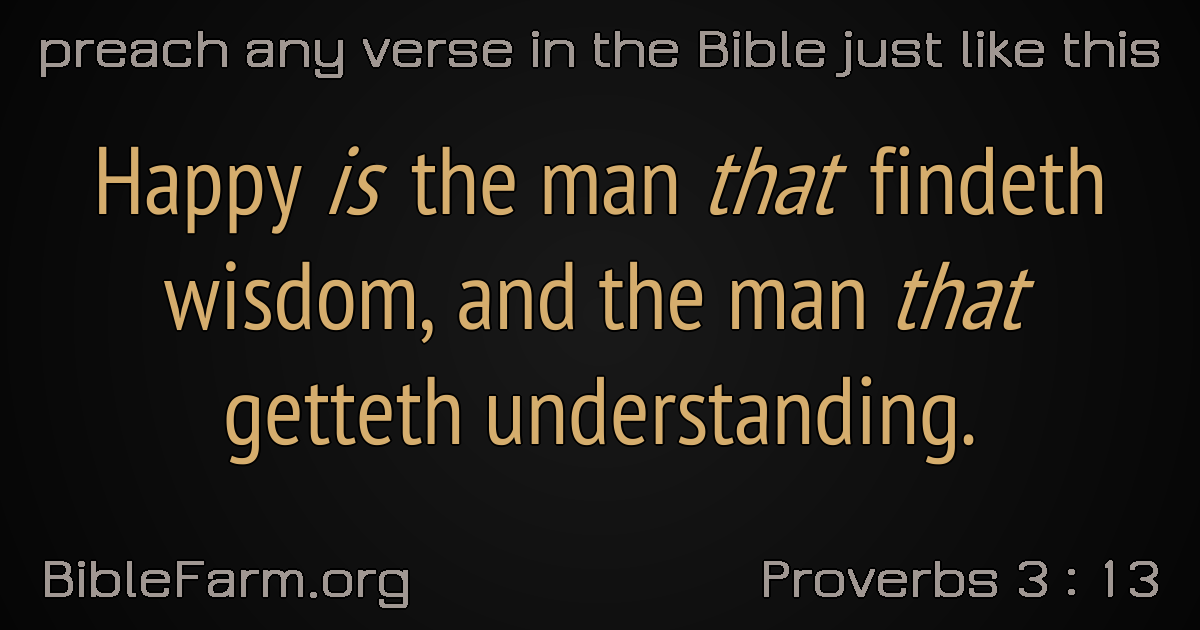 preach any verse in the Bible just like this
Happy is the man that findeth
wisdom, and the man that
getteth understanding.
BibleFarm.org
Proverbs 3 : 13